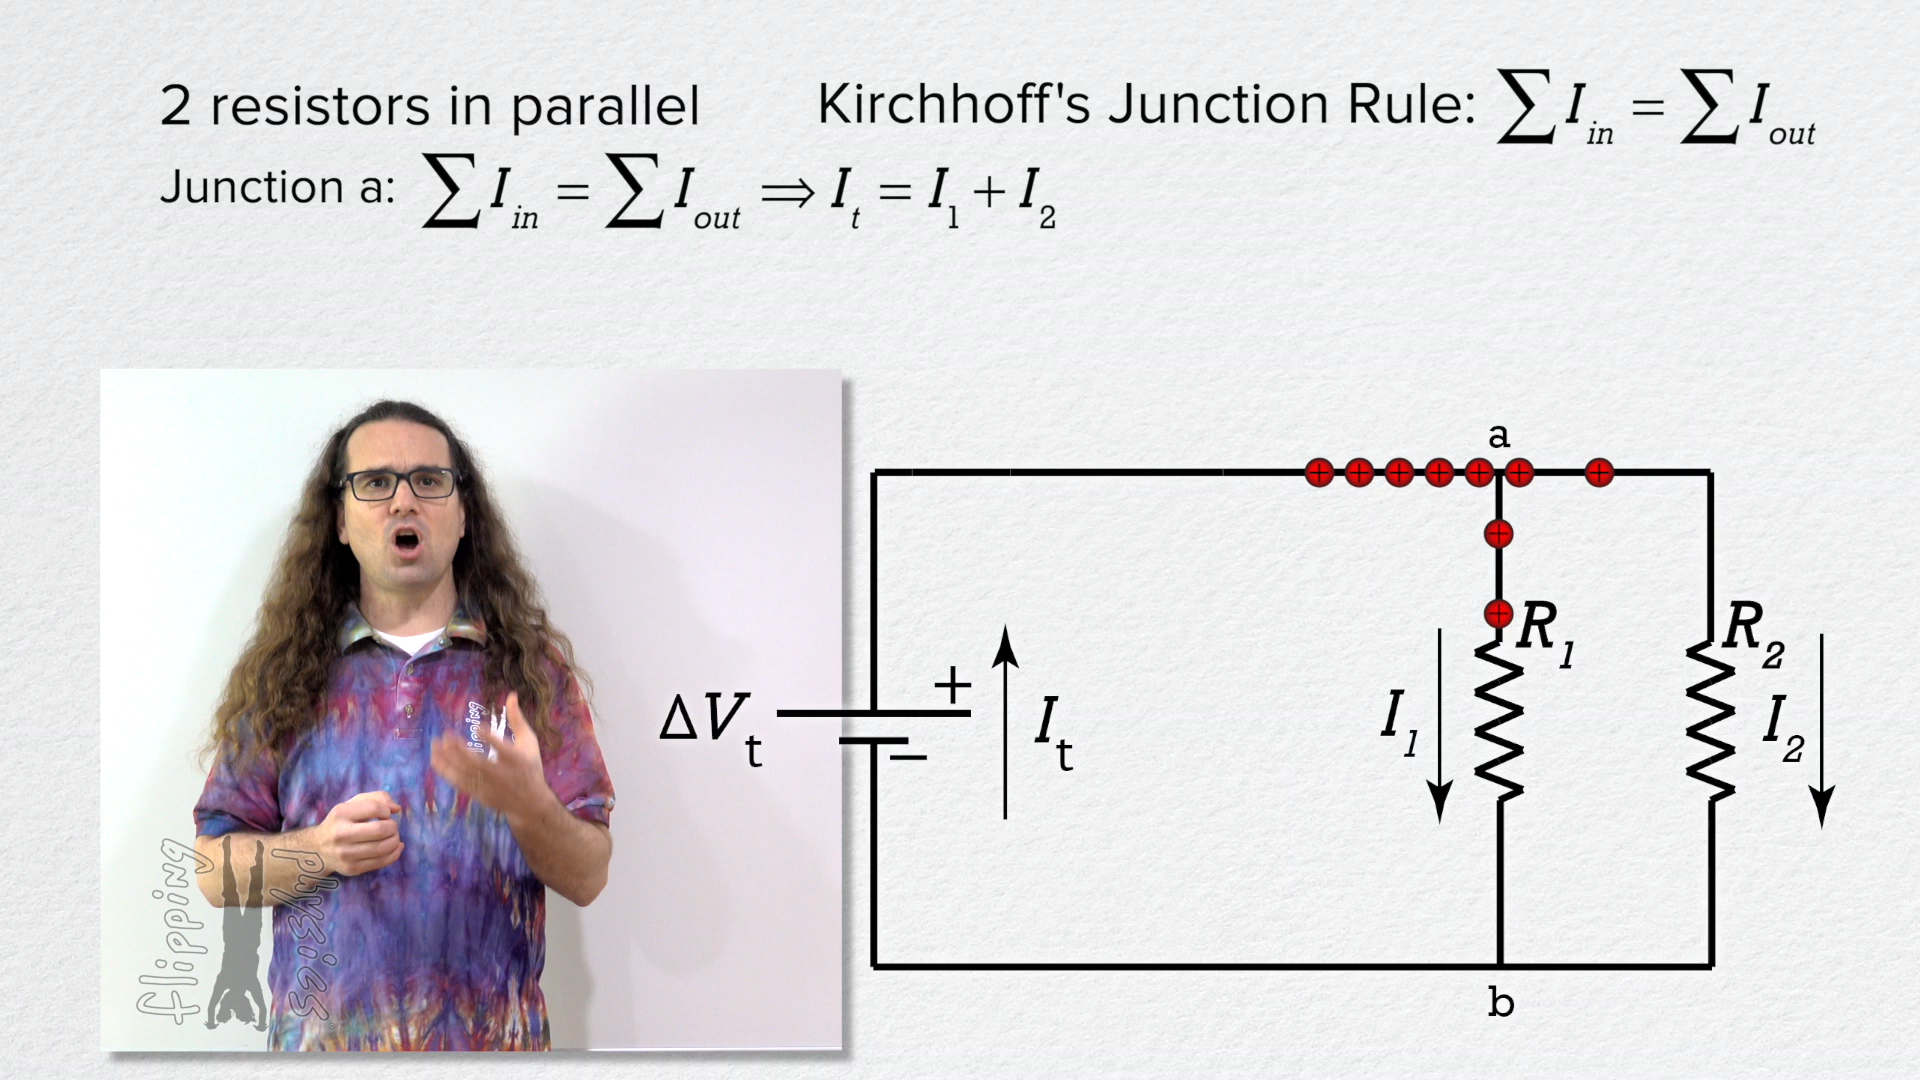 2 resistors in parallel
Kirchhoff's Junction Rule: ∑I_in = ∑I_out
Junction a: ∑I_in = ∑I_out ⟹ I_t = I_1 + I_2
a
R_1
R_2
+
ΔV_t
I_t
I_1
I_2
−
b
flipping
physics
flipping